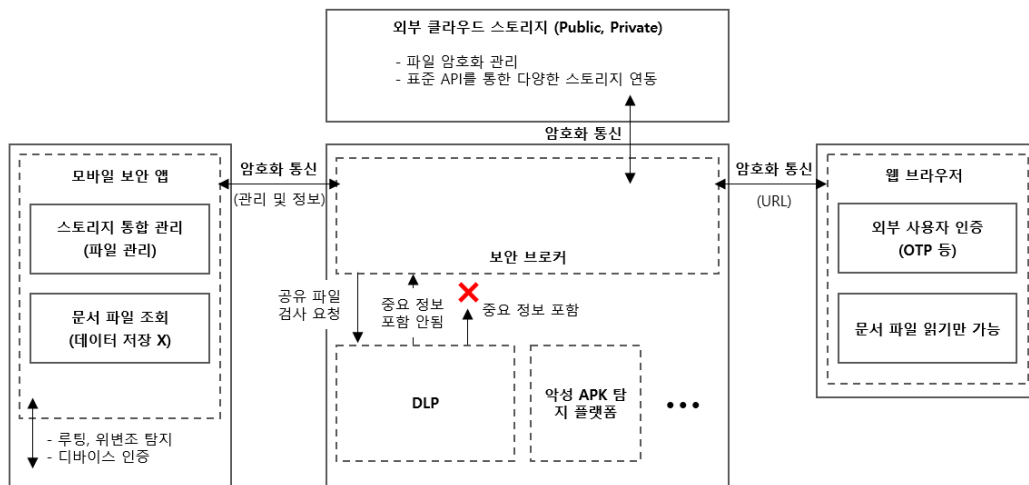 외부 클라우드 스토리지 (Public, Private)
- 파일 암호화 관리
- 표준 API를 통한 다양한 스토리지 연동
암호화 통신
모바일 보안 앱
스토리지 통합 관리
(파일 관리)
문서 파일 조회
(데이터 저장 X)
- 루팅, 위변조 탐지
- 디바이스 인증
암호화 통신
(관리 및 정보)
보안 브로커
공유 파일
검사 요청
중요 정보
포함 안됨
중요 정보 포함
DLP
악성 APK 탐
지 플랫폼
•••
암호화 통신
(URL)
웹 브라우저
외부 사용자 인증
(OTP 등)
문서 파일 읽기만 가능